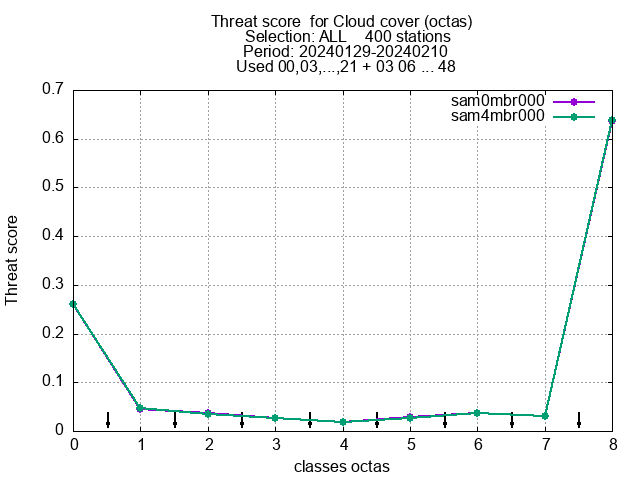 Threat score  for Cloud cover (octas)
Selection: ALL    400 stations
Period: 20240129-20240210
Used 00,03,...,21 + 03 06 ... 48
sam0mbr000
sam4mbr000
Threat score
0.7
0.6
0.5
0.4
0.3
0.2
0.1
0
0 1 2 3 4 5 6 7 8
classes octas